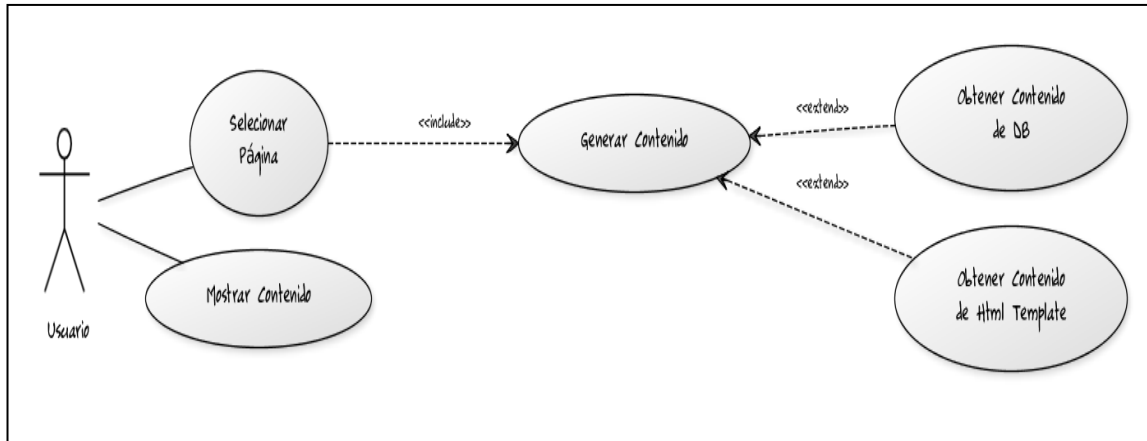 Selecionar
Página
<<include>>
Generar Contenido
<<extend>>
Obtener Contenido
de DB
<<extend>>
Mostrar Contenido
Obtener Contenido
de Html Template
Usuario